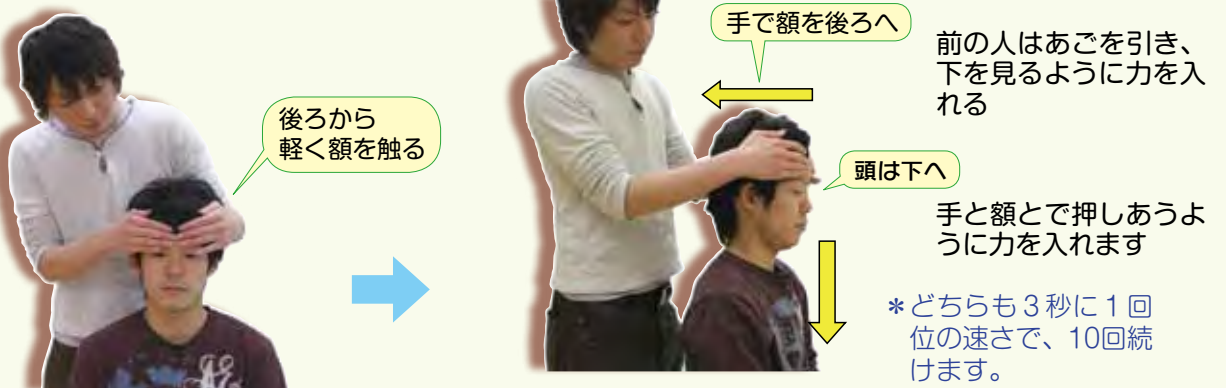 後ろから
軽く額を触る
手で額を後ろへ
前の人はあごを引き、
下を見るように力を入
れる
頭は下へ
手と額とで押しあうよ
うに力を入れます
*どちらも3秒に1回
位の速さで、10回続
けます。